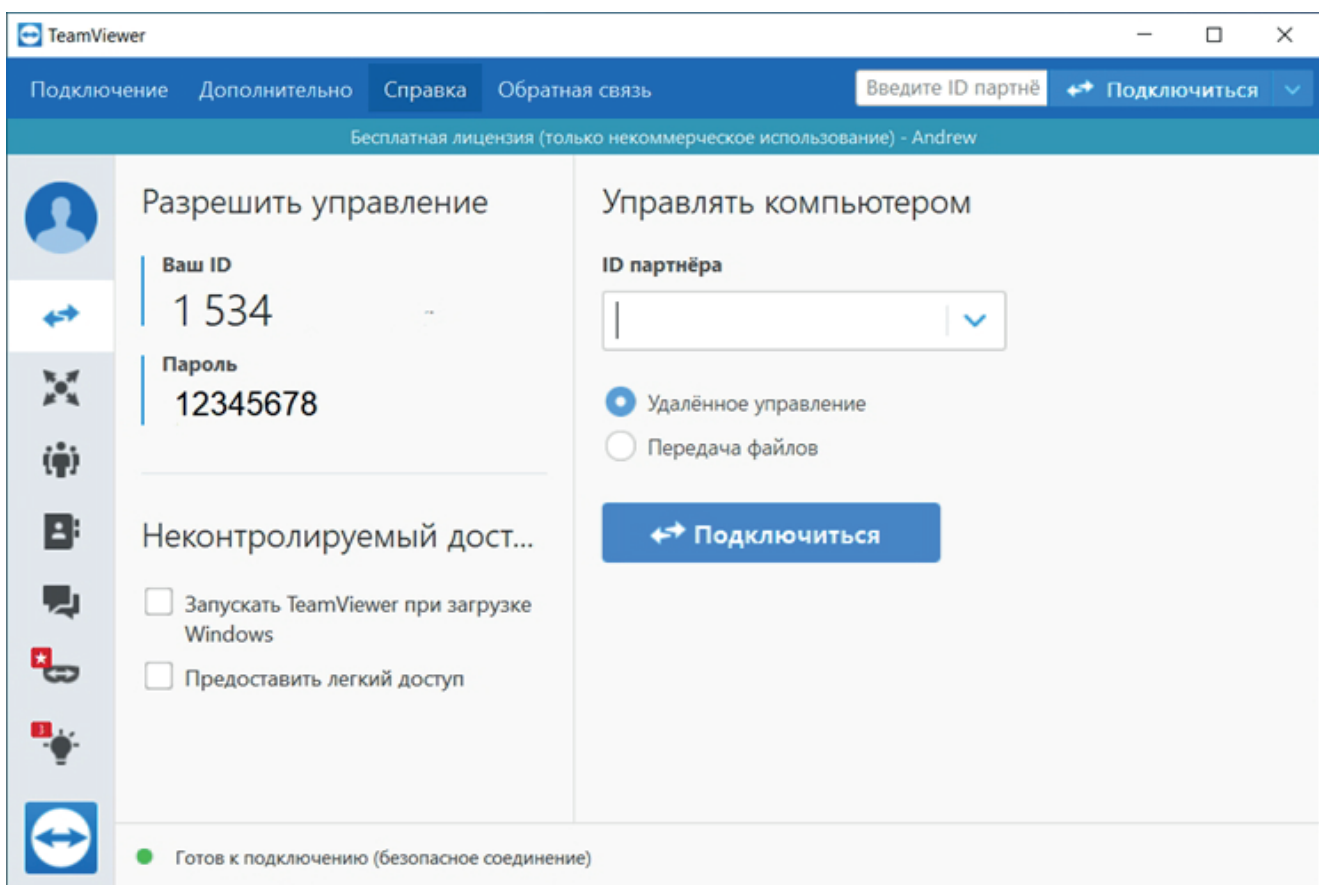 TeamViewer
Подключение Дополнительно Справка Обратная связь Введите ID партнё Подключиться
Бесплатная лицензия (только некоммерческое использование) - Andrew
Разрешить управление
Ваш ID
1 534
Пароль
12345678
Неконтролируемый дост...
Запускать TeamViewer при загрузке
Windows
Предоставить легкий доступ
Управлять компьютером
ID партнёра
Удалённое управление
Передача файлов
Подключиться
3
Готов к подключению (безопасное соединение)